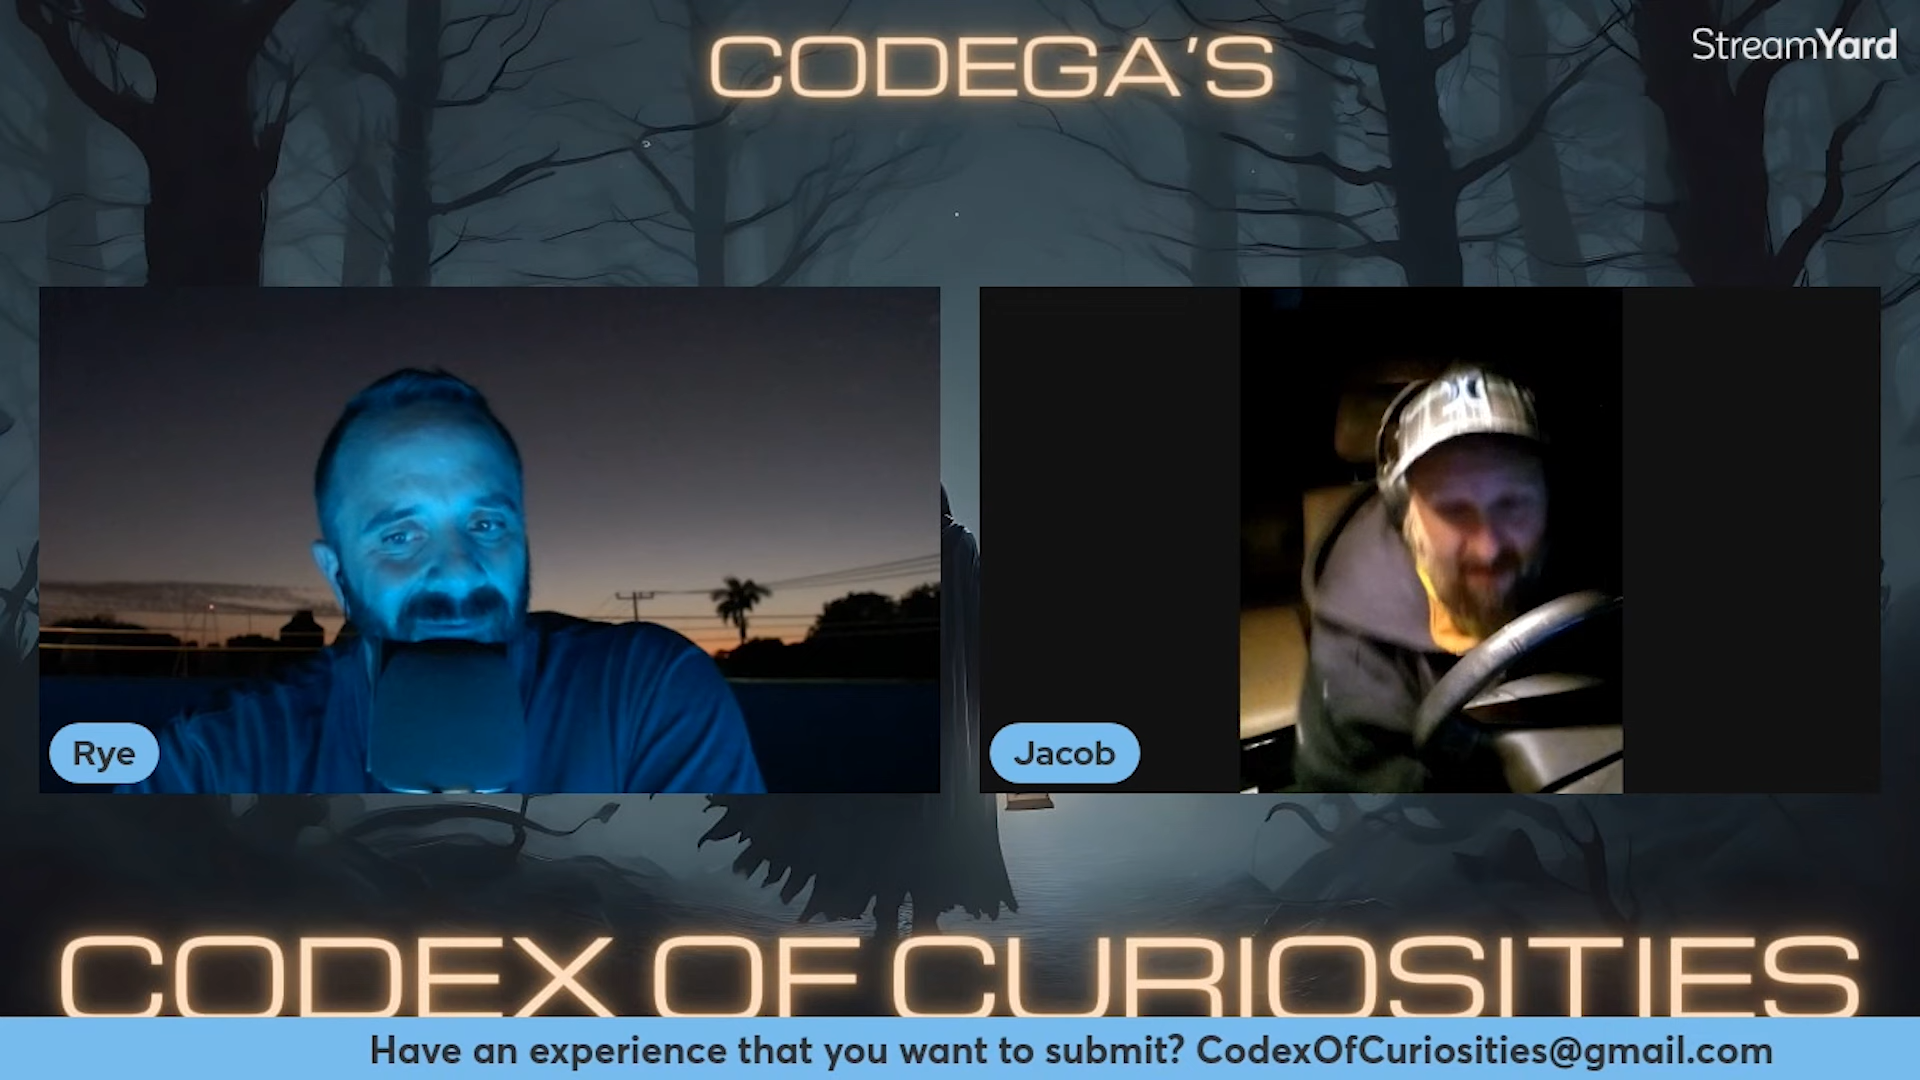 CODEGA'S
StreamYard
Rye
Jacob
CODEX OF CURIOSITIES
Have an experience that you want to submit? CodexOfCuriosities@gmail.com